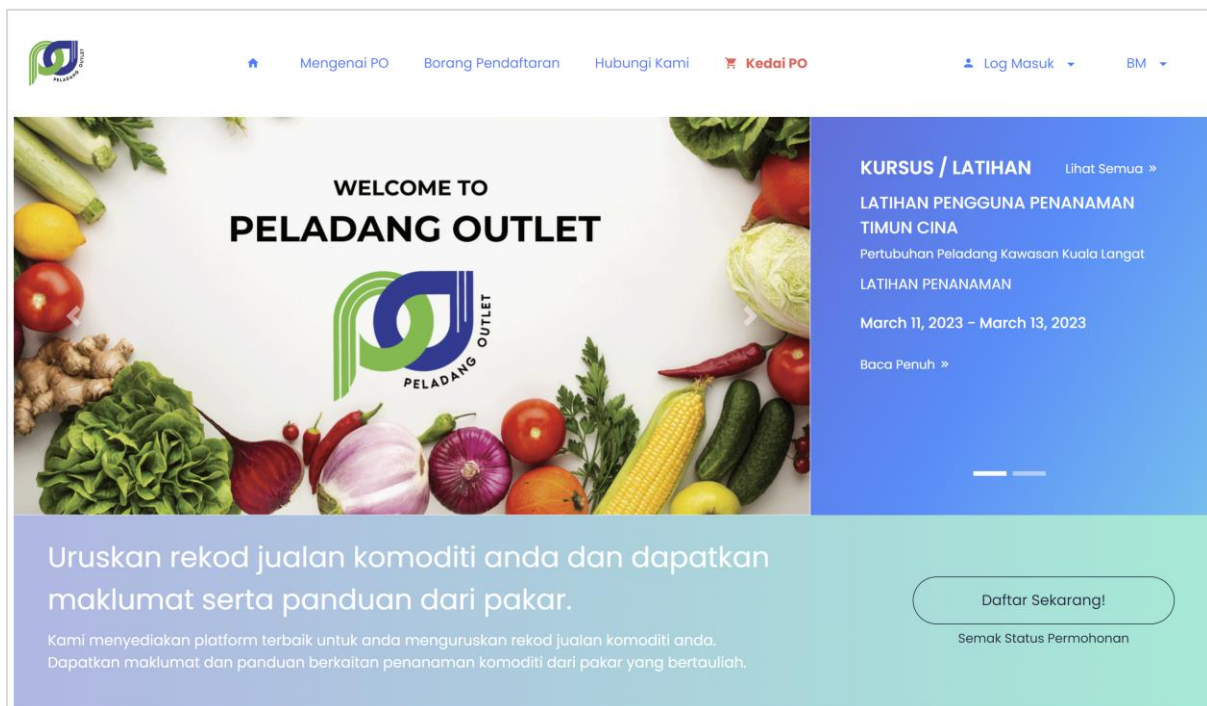 PELADANG OUTLET
Mengenai PO
Borang Pendaftaran
Hubungi Kami
Kedai PO
Log Masuk
BM
WELCOME TO
PELADANG OUTLET
PELADANG OUTLET
KURSUS / LATIHAN
Lihat Semua »
LATIHAN PENGGUNA PENANAMAN
TIMUN CINA
Pertubuhan Peladang Kawasan Kuala Langat
LATIHAN PENANAMAN
March 11, 2023 - March 13, 2023
Baca Penuh »
Uruskan rekod jualan komoditi anda dan dapatkan
maklumat serta panduan dari pakar.
Kami menyediakan platform terbaik untuk anda menguruskan rekod jualan komoditi anda.
Dapatkan maklumat dan panduan berkaitan penanaman komoditi dari pakar yang bertauliah.
Daftar Sekarang!
Semak Status Permohonan